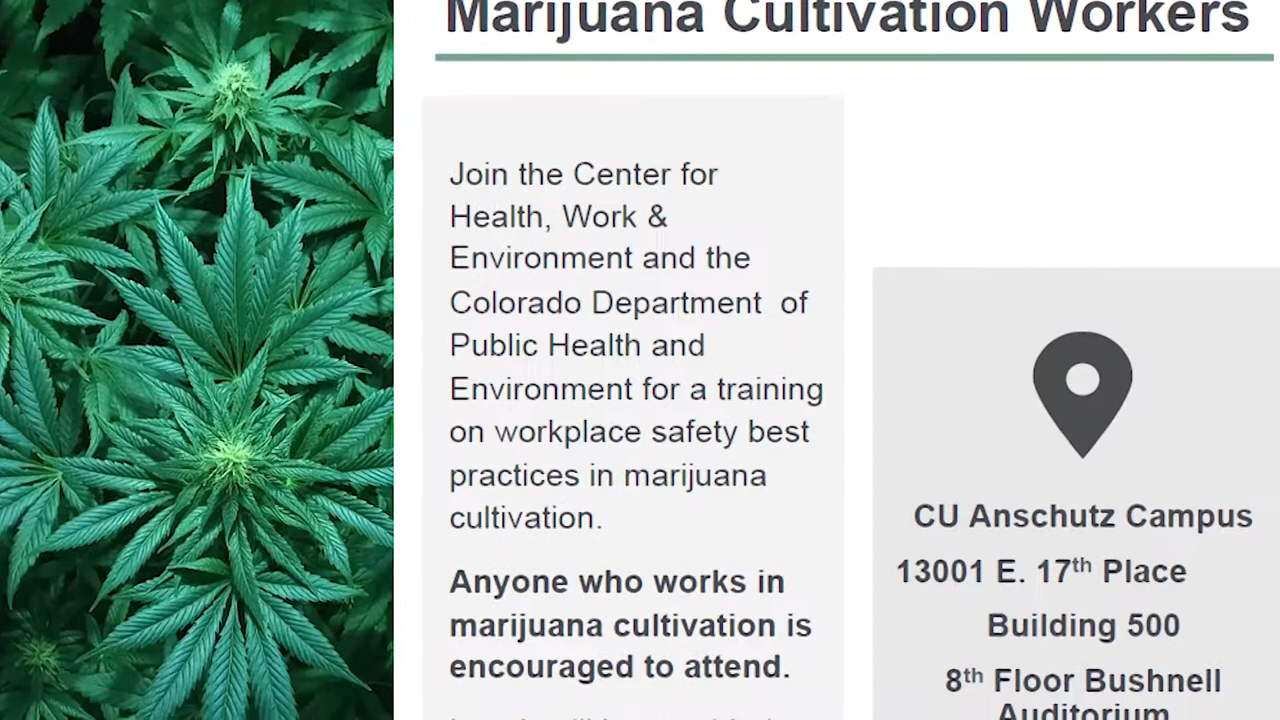 Marijuana Cultivation Workers
Join the Center for
Health, Work &
Environment and the
Colorado Department of
Public Health and
Environment for a training
on workplace safety best
practices in marijuana
cultivation.
Anyone who works in
marijuana cultivation is
encouraged to attend.
CU Anschutz Campus
13001 E. 17th Place
Building 500
8th Floor Bushnell
Auditorium